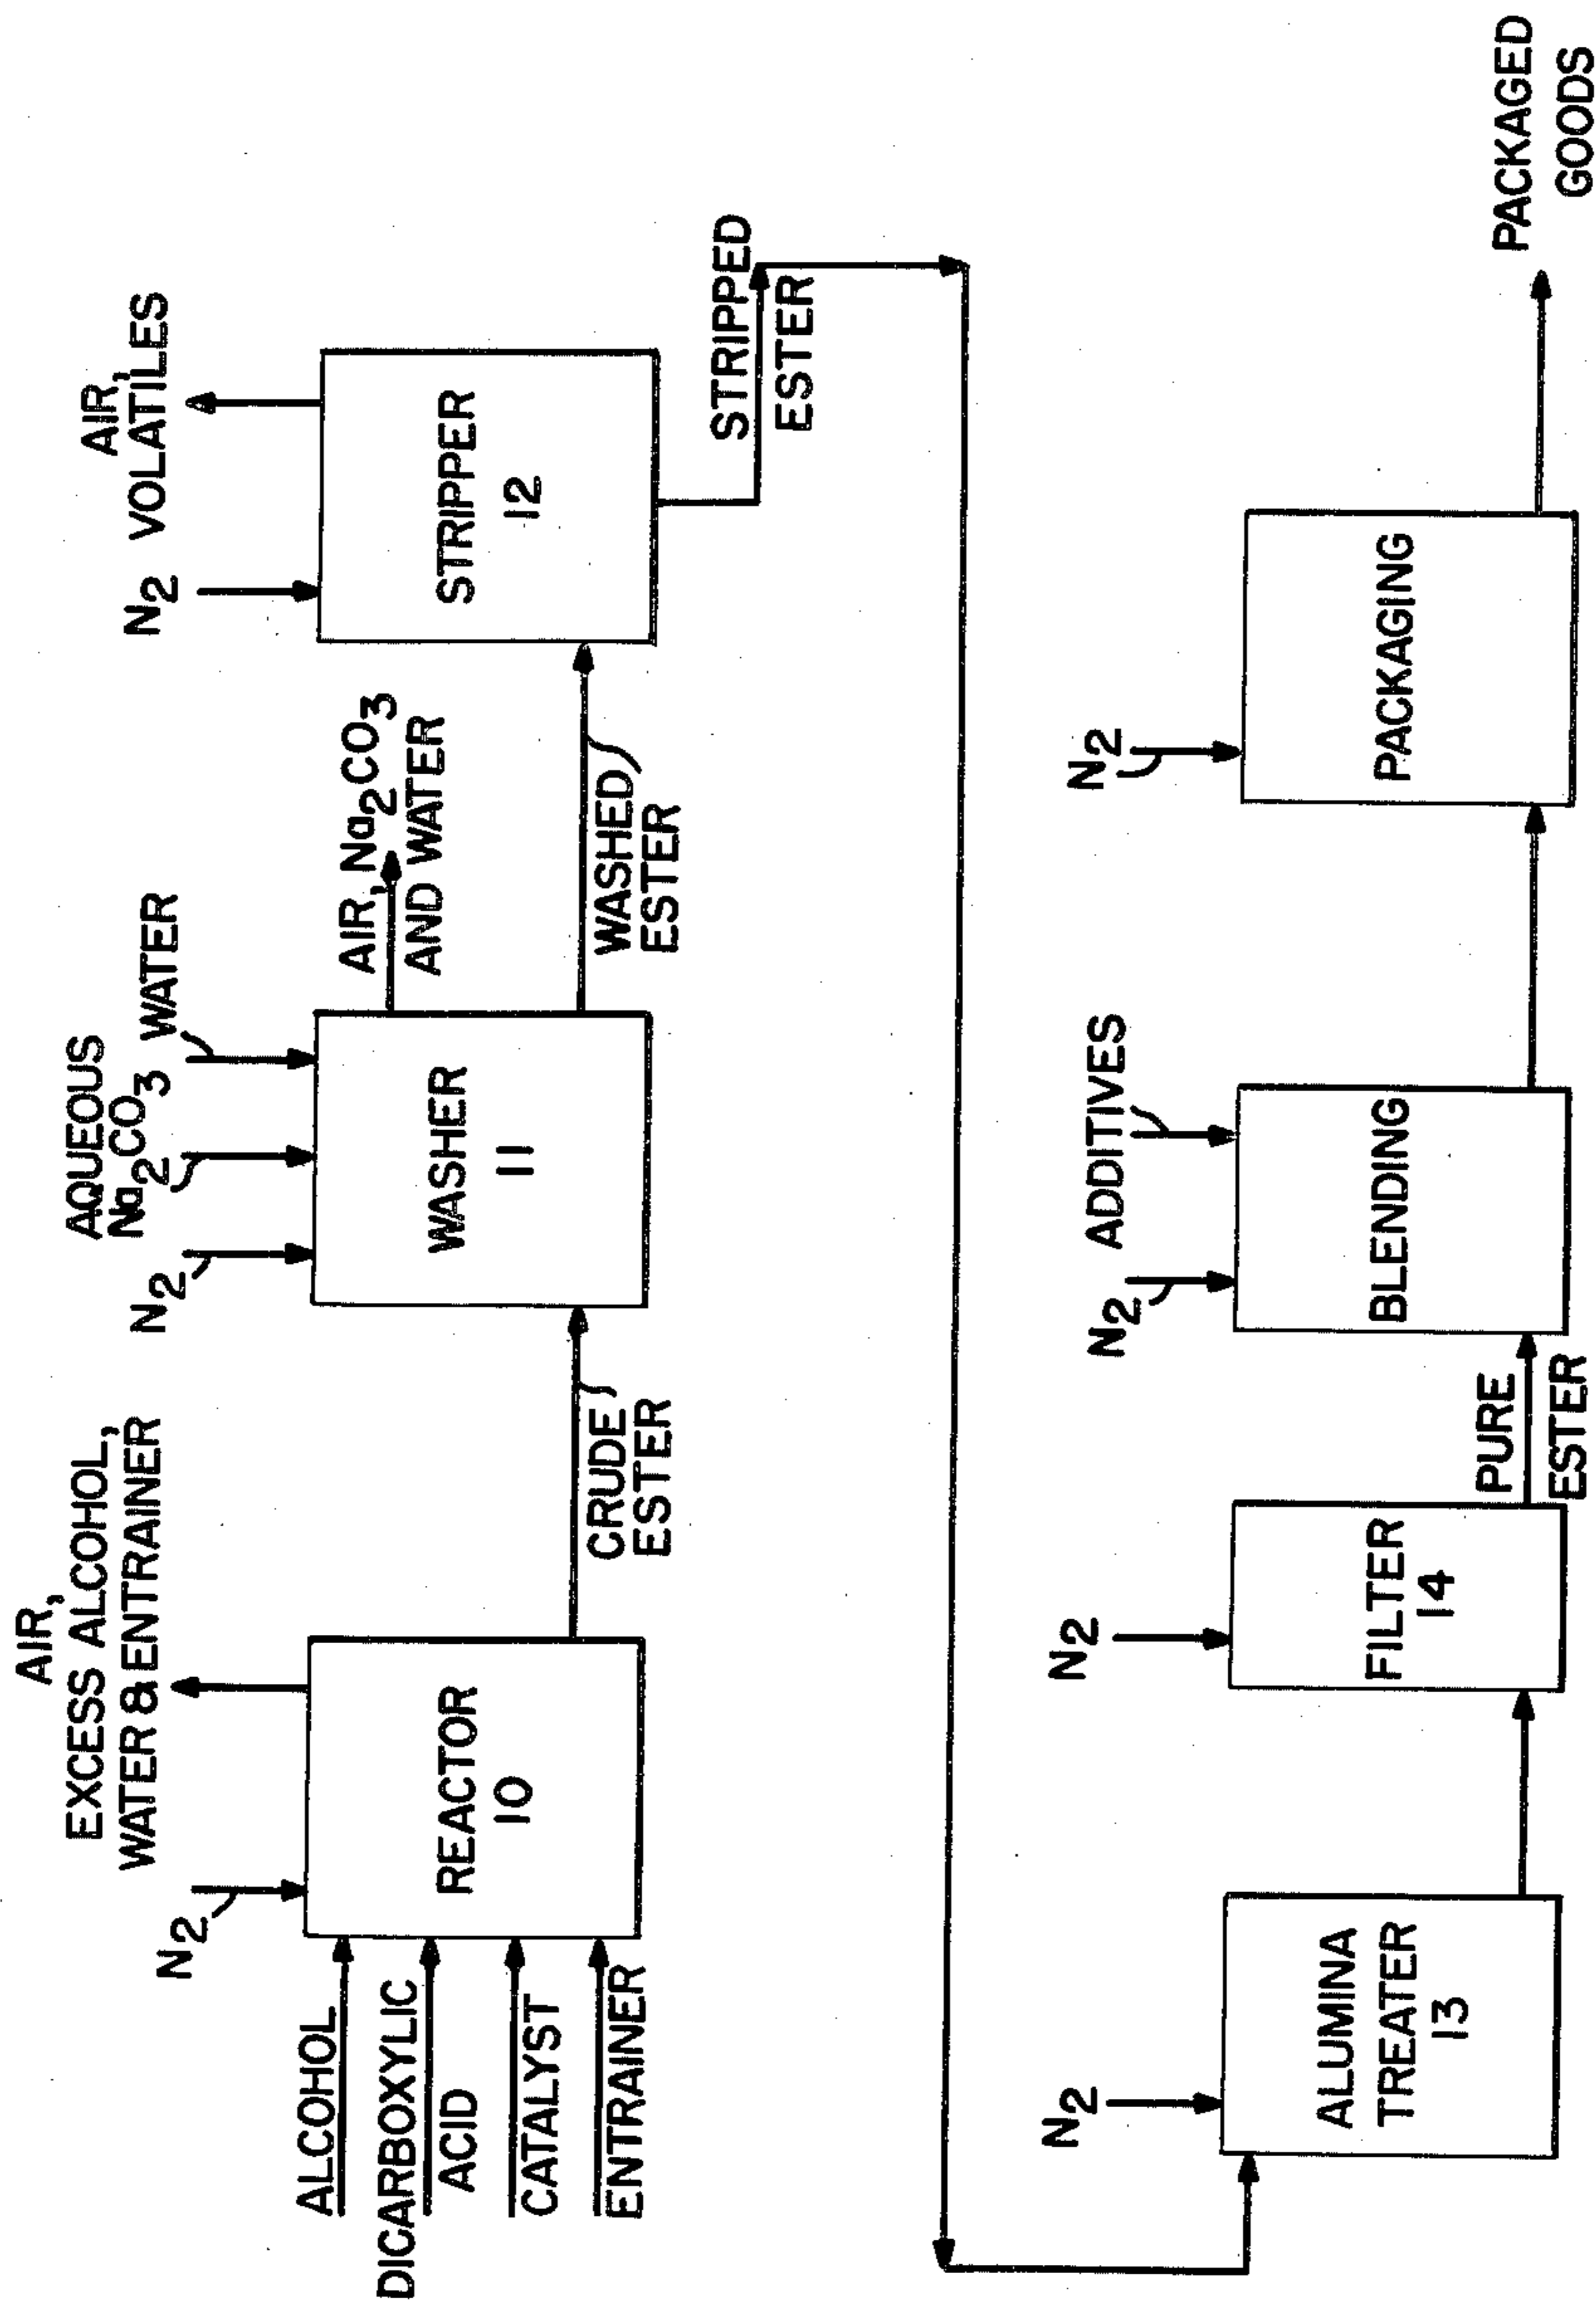 AIR,
EXCESS ALCOHOL,
WATER & ENTRAINER
N2
ALCOHOL
DICARBOXYLIC
ACID
CATALYST
ENTRAINER
REACTOR
10
CRUDE
ESTER
N2
AQUEOUS
Na2CO3
WATER
WASHER
11
AIR, Na2CO3
AND WATER
WASHED
ESTER
N2
AIR,
VOLATILES
STRIPPER
12
STRIPPED
ESTER
N2
ALUMINA
TREATER
13
N2
FILTER
14
PURE
ESTER
N2
ADDITIVES
BLENDING
N2
PACKAGING
PACKAGED
GOODS